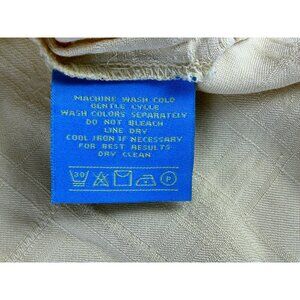 MACHINE WASH COLD
GENTLE CYCLE
WASH COLORS SEPARATELY
DO NOT BLEACH
LINE DRY
COOL IRON IF NECESSARY
FOR BEST RESULTS
DRY CLEAN
30 P